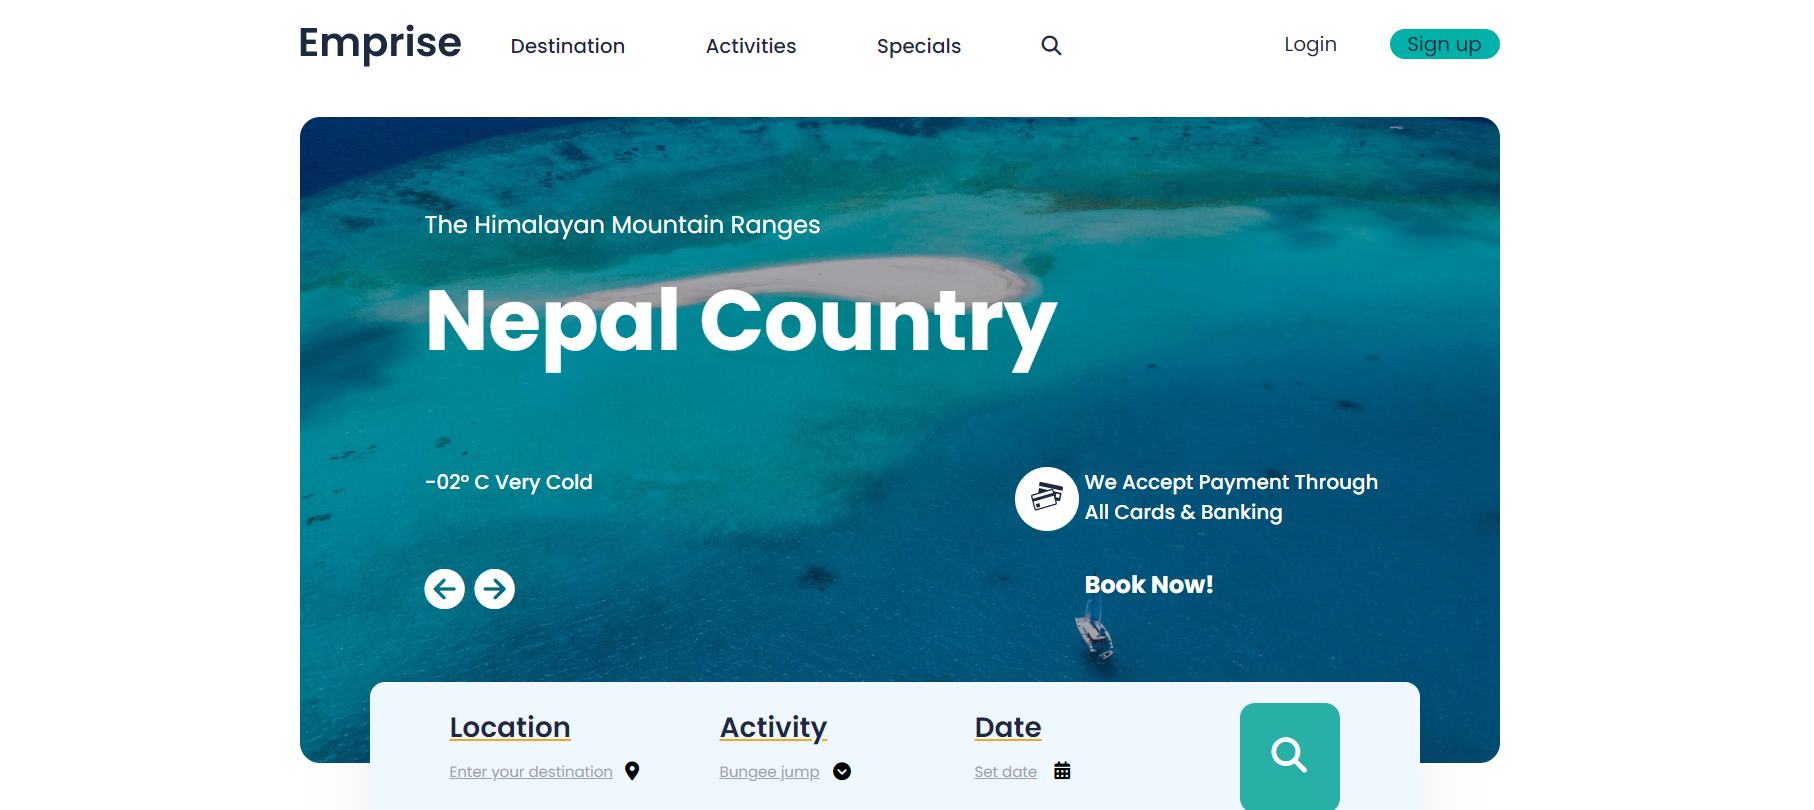 Emprise
Destination
Activities
Specials
Login
Sign up
The Himalayan Mountain Ranges
Nepal Country
-02° C Very Cold
We Accept Payment Through
All Cards & Banking
Book Now!
Location
Activity
Date
Enter your destination
Bungee jump
Set date